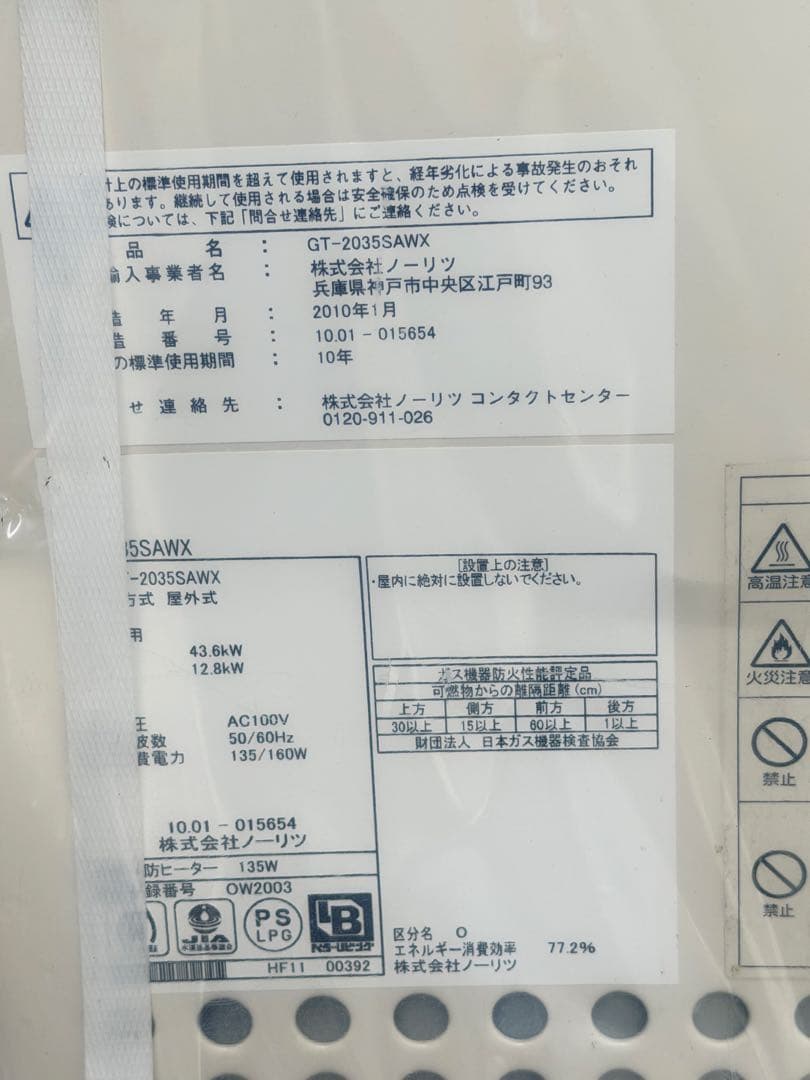 計上の標準使用期間を超えて使用されますと、経年劣化による事故発生のおそれ
あります。継続して使用される場合は安全確保のため点検を受けてください。
検については、下記「問合せ連絡先」にご連絡ください。
品 名 : GT-2035SAWX
輸入事業者名 : 株式会社ノーリツ
兵庫県神戸市中央区江戸町93
造 年 月 : 2010年1月
造 番 号 : 10.01-015654
の標準使用期間 : 10年
せ連絡先 : 株式会社ノーリツ コンタクトセンター
0120-911-026
35SAWX
-2035SAWX
方式 屋外式
用
43.6kW
12.8kW
圧 AC100V
波数 50/60Hz
費電力 135/160W
10.01-015654
株式会社ノーリツ
防ヒーター 135W
録番号 OW2003
JIA
PS
LPG
HF11 00392
[設置上の注意]
・屋内に絶対に設置しないでください。
ガス機器防火性能評定品
可燃物からの離隔距離(cm)
上方 側方 前方 後方
30以上 15以上 60以上 1以上
財団法人 日本ガス機器検査協会
区分名 O
エネルギー消費効率 77.2%
株式会社ノーリツ
高温注意
火災注意
禁止
禁止